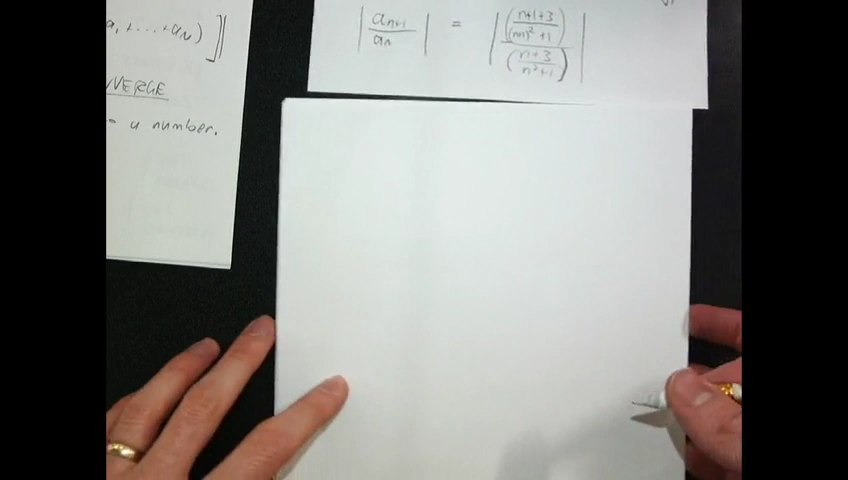 a₁ + ... + aₙ) ]|
VERGE
= a number.
| aₙ₊₁ / aₙ | = | ( (n+1+3) / ((n+1)² + 1) ) / ( (n+3) / (n²+1) ) |